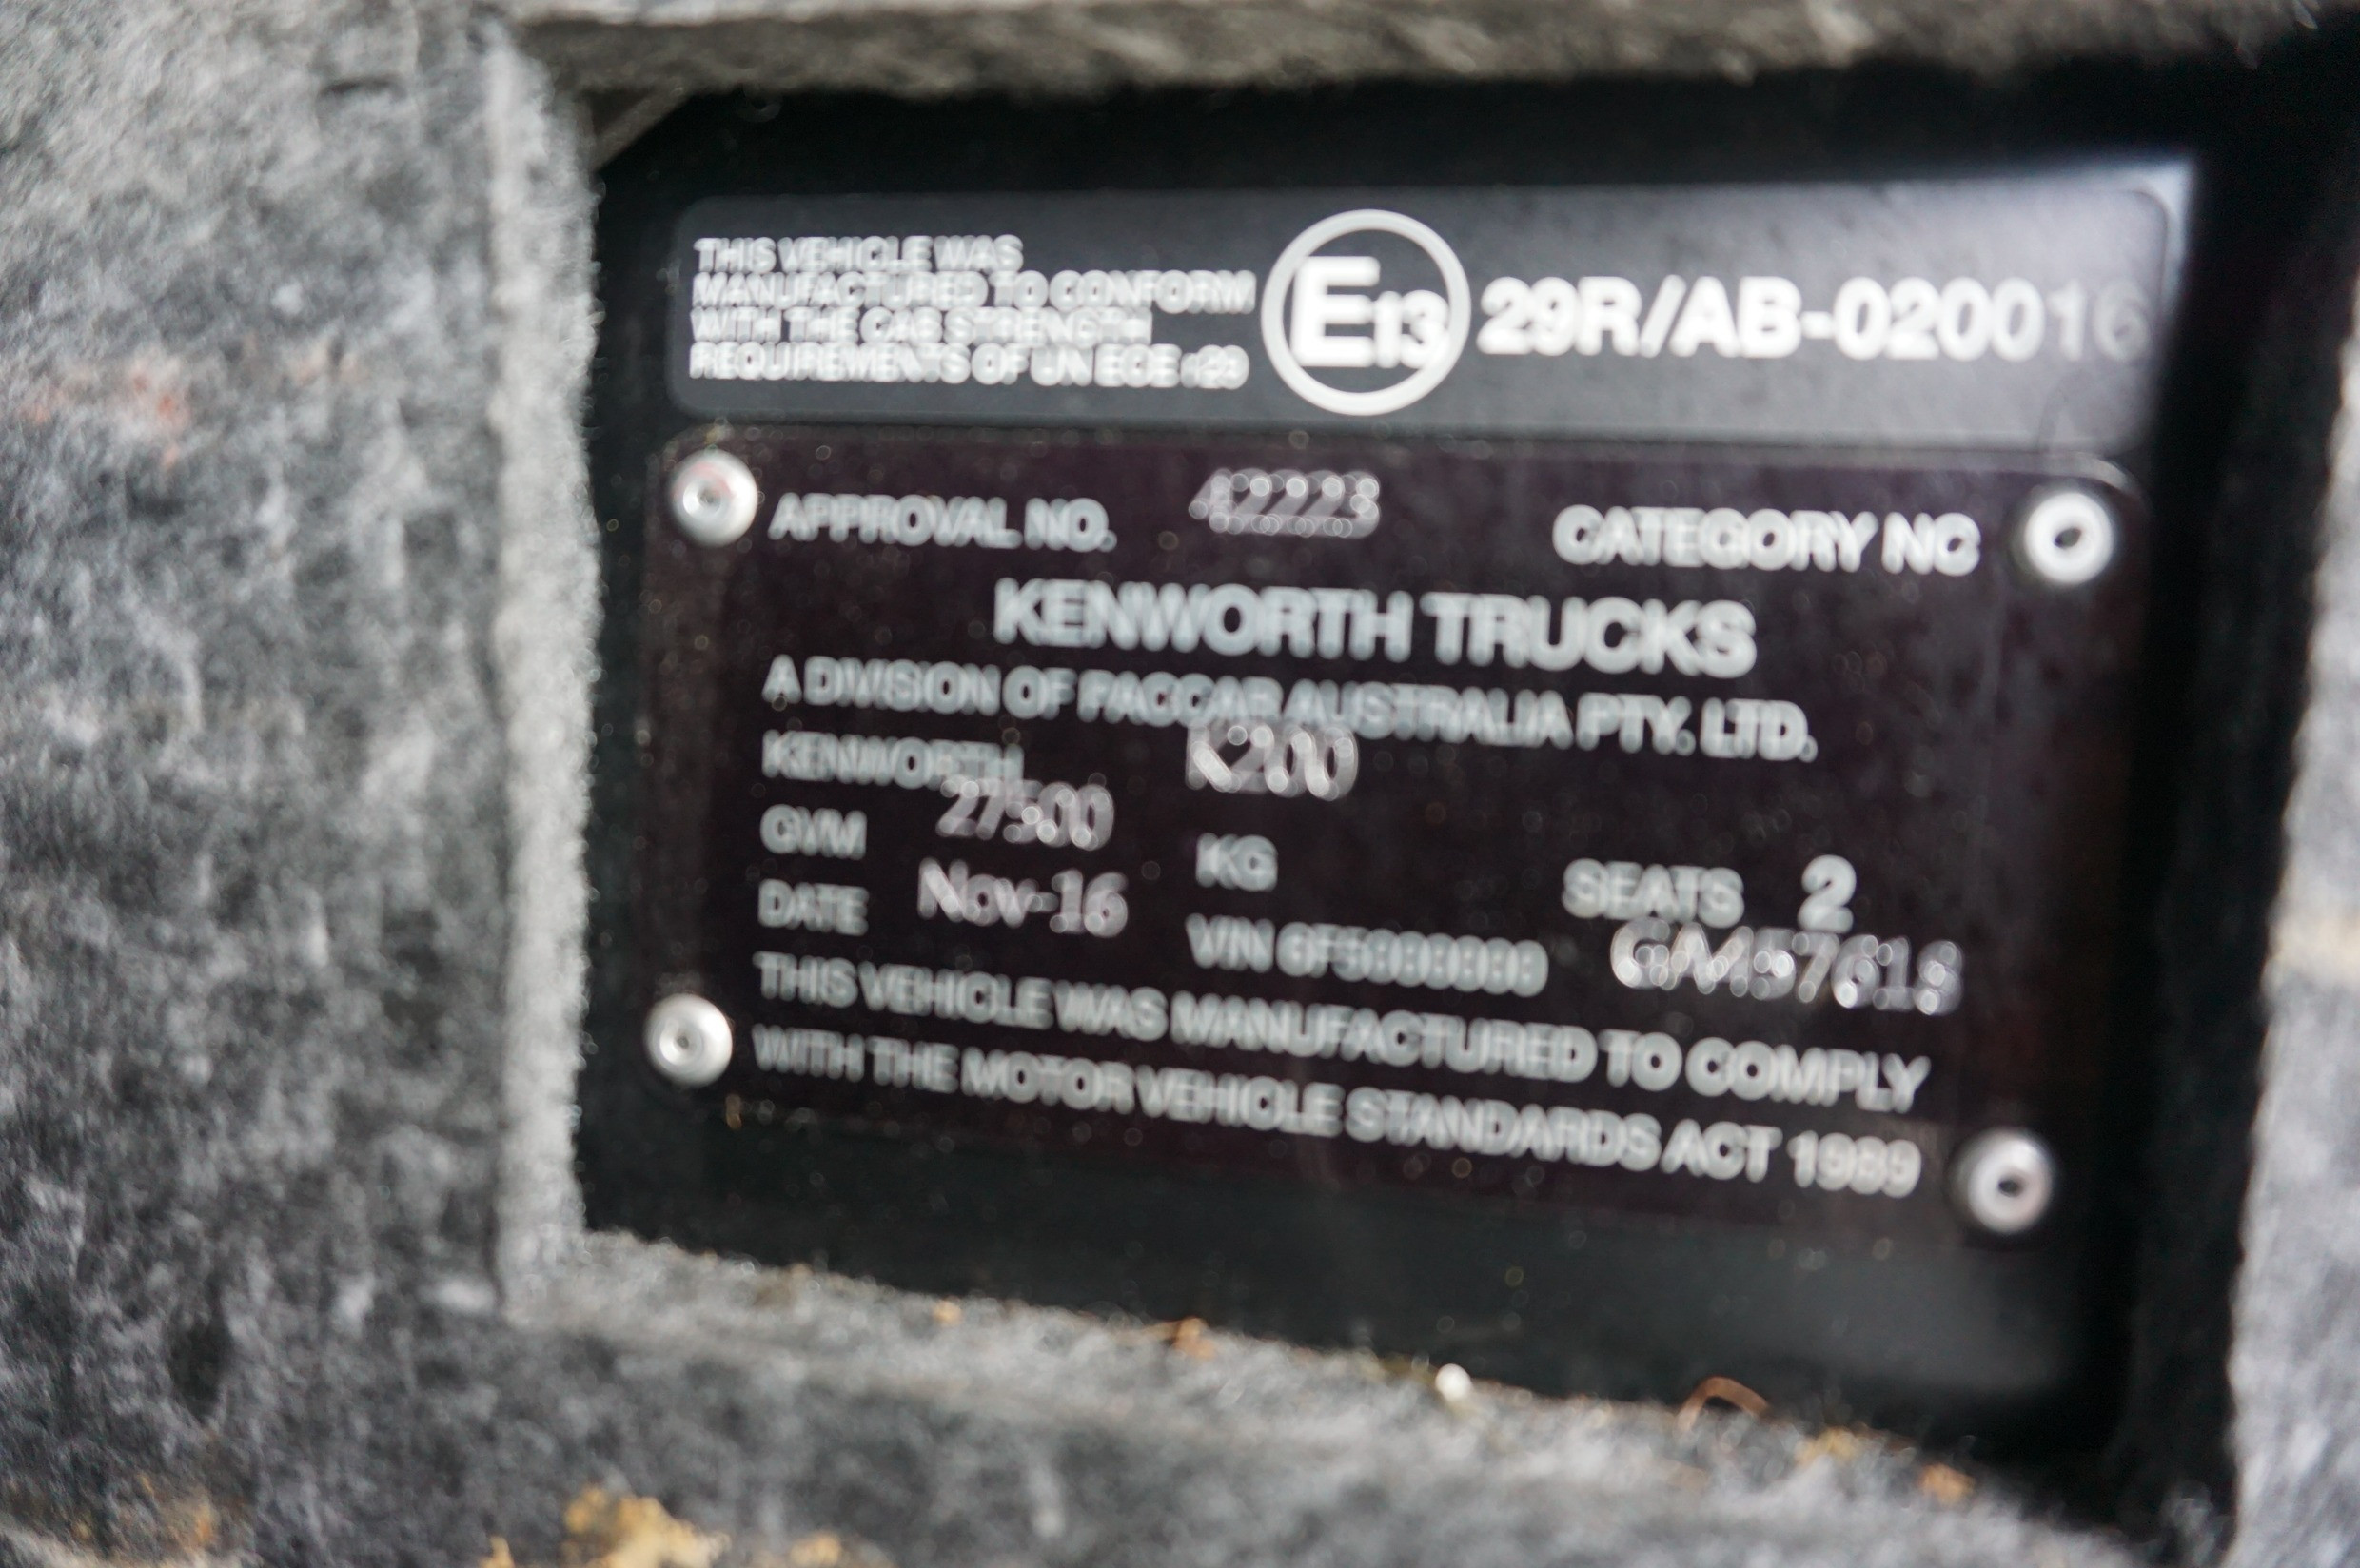 THIS VEHICLE WAS
MANUFACTURED TO CONFORM
WITH THE CAB STRENGTH
REQUIREMENTS OF UN ECE r29
E13 29R/AB-020016
APPROVAL NO. 42223 CATEGORY NC
KENWORTH TRUCKS
A DIVISION OF PACCAR AUSTRALIA PTY. LTD.
KENWORTH K200
GVM 27500 KG SEATS 2
DATE Nov-16 VIN
THIS VEHICLE WAS MANUFACTURED TO COMPLY
WITH THE MOTOR VEHICLE STANDARDS ACT 1989